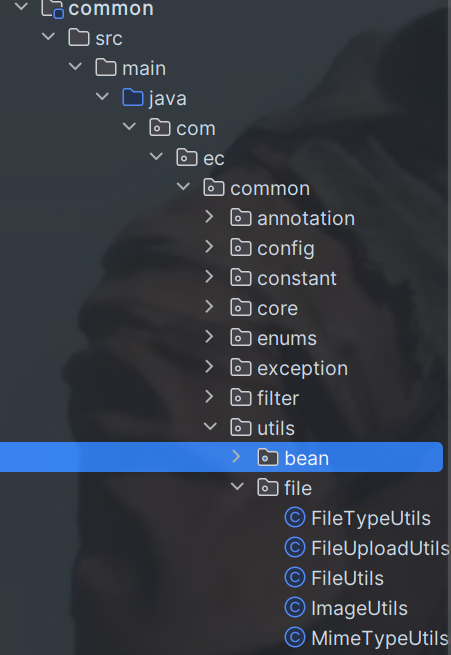 common
src
main
java
com
ec
common
annotation
config
constant
core
enums
exception
filter
utils
bean
file
C FileTypeUtils
C FileUploadUtils
C FileUtils
C ImageUtils
C MimeTypeUtils